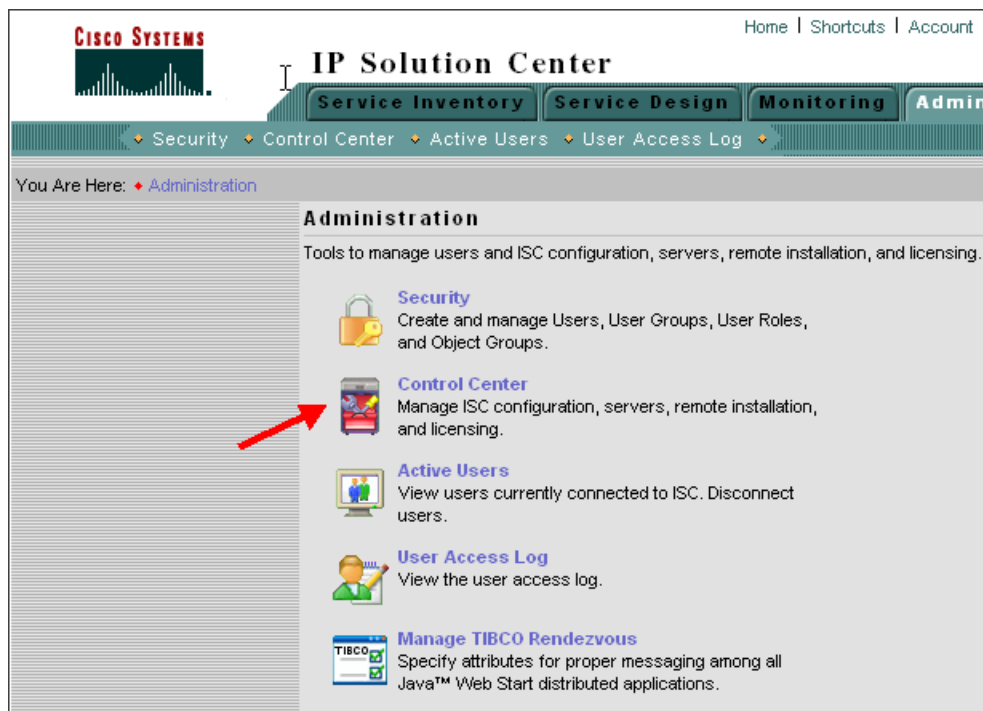 CISCO SYSTEMS
Home | Shortcuts | Account
IP Solution Center
Service Inventory Service Design Monitoring Admin
Security Control Center Active Users User Access Log
You Are Here: Administration
Administration
Tools to manage users and ISC configuration, servers, remote installation, and licensing.
Security
Create and manage Users, User Groups, User Roles,
and Object Groups.
Control Center
Manage ISC configuration, servers, remote installation,
and licensing.
Active Users
View users currently connected to ISC. Disconnect
users.
User Access Log
View the user access log.
TIBCO
Manage TIBCO Rendezvous
Specify attributes for proper messaging among all
Java™ Web Start distributed applications.